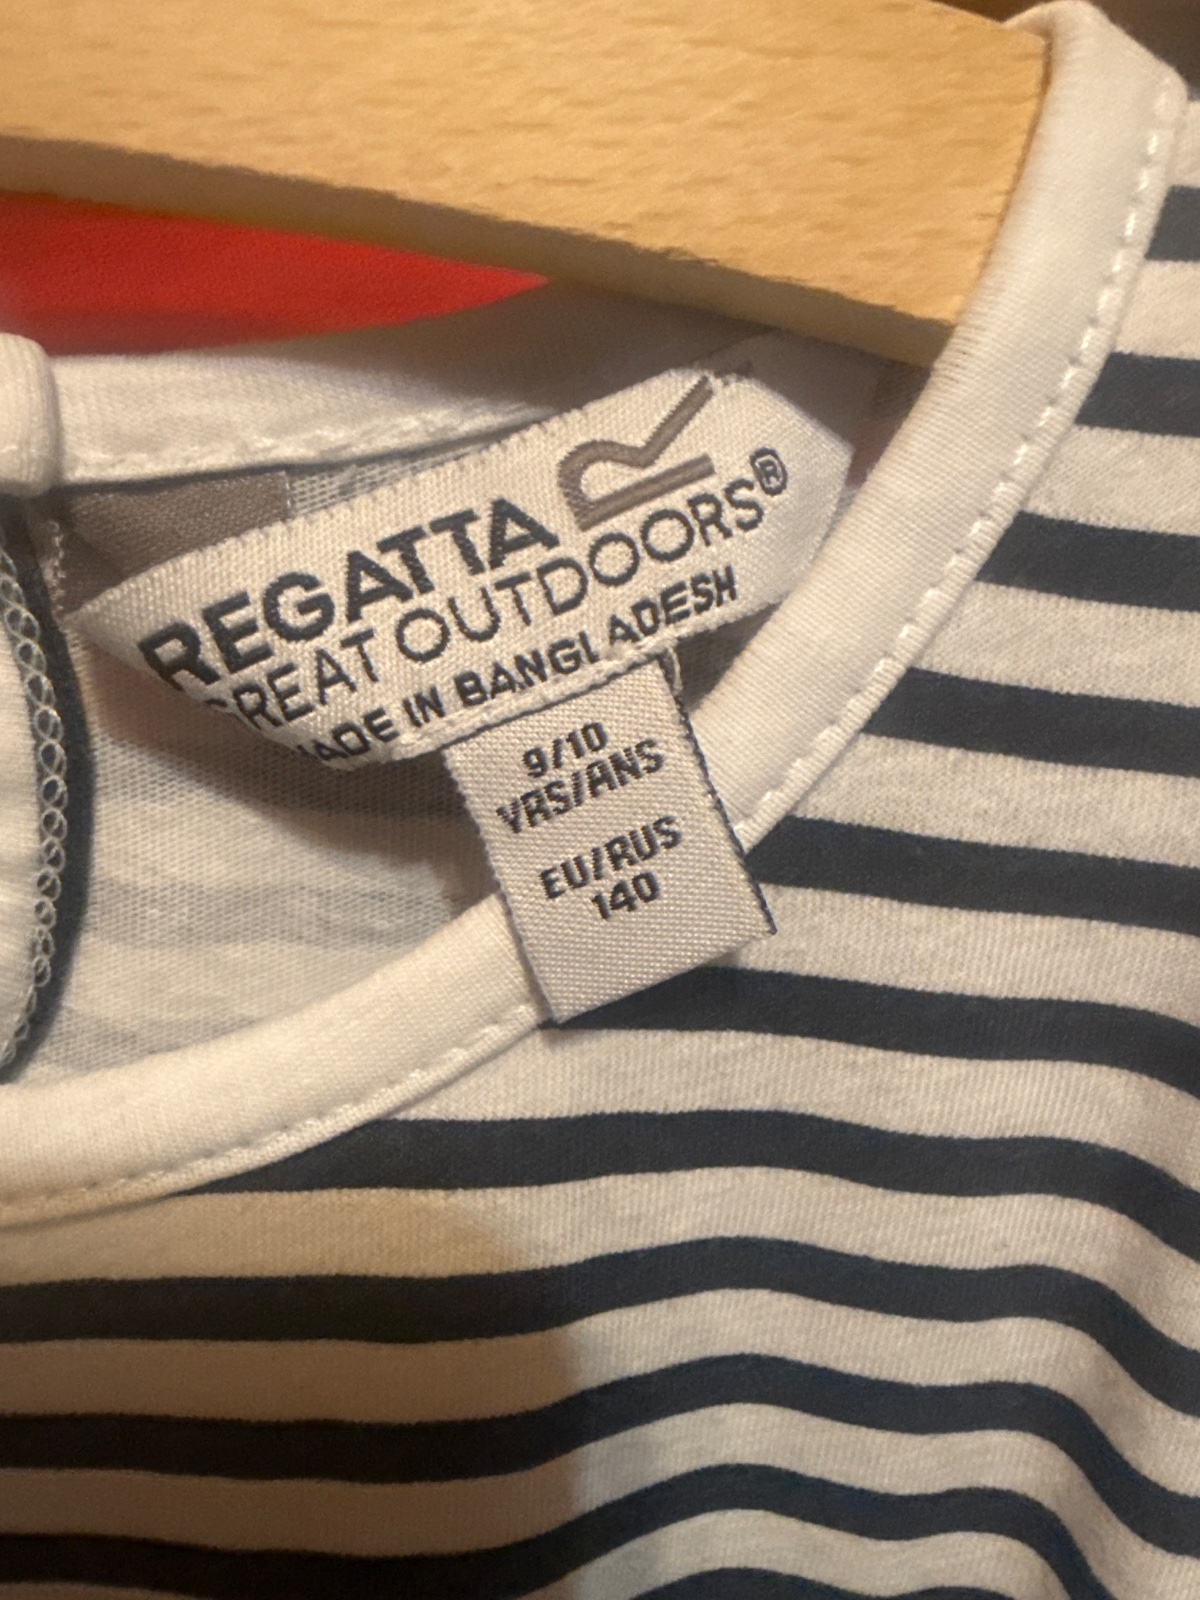 REGATTA
GREAT OUTDOORS®
MADE IN BANGLADESH
9/10
YRS/ANS
EU/RUS
140